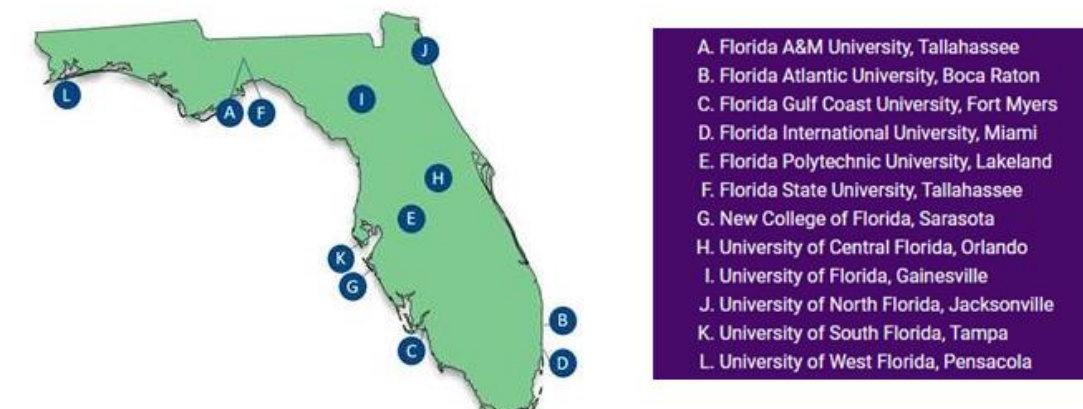 J
L
A
F
I
H
E
K
G
B
C
D
A. Florida A&M University, Tallahassee
B. Florida Atlantic University, Boca Raton
C. Florida Gulf Coast University, Fort Myers
D. Florida International University, Miami
E. Florida Polytechnic University, Lakeland
F. Florida State University, Tallahassee
G. New College of Florida, Sarasota
H. University of Central Florida, Orlando
I. University of Florida, Gainesville
J. University of North Florida, Jacksonville
K. University of South Florida, Tampa
L. University of West Florida, Pensacola